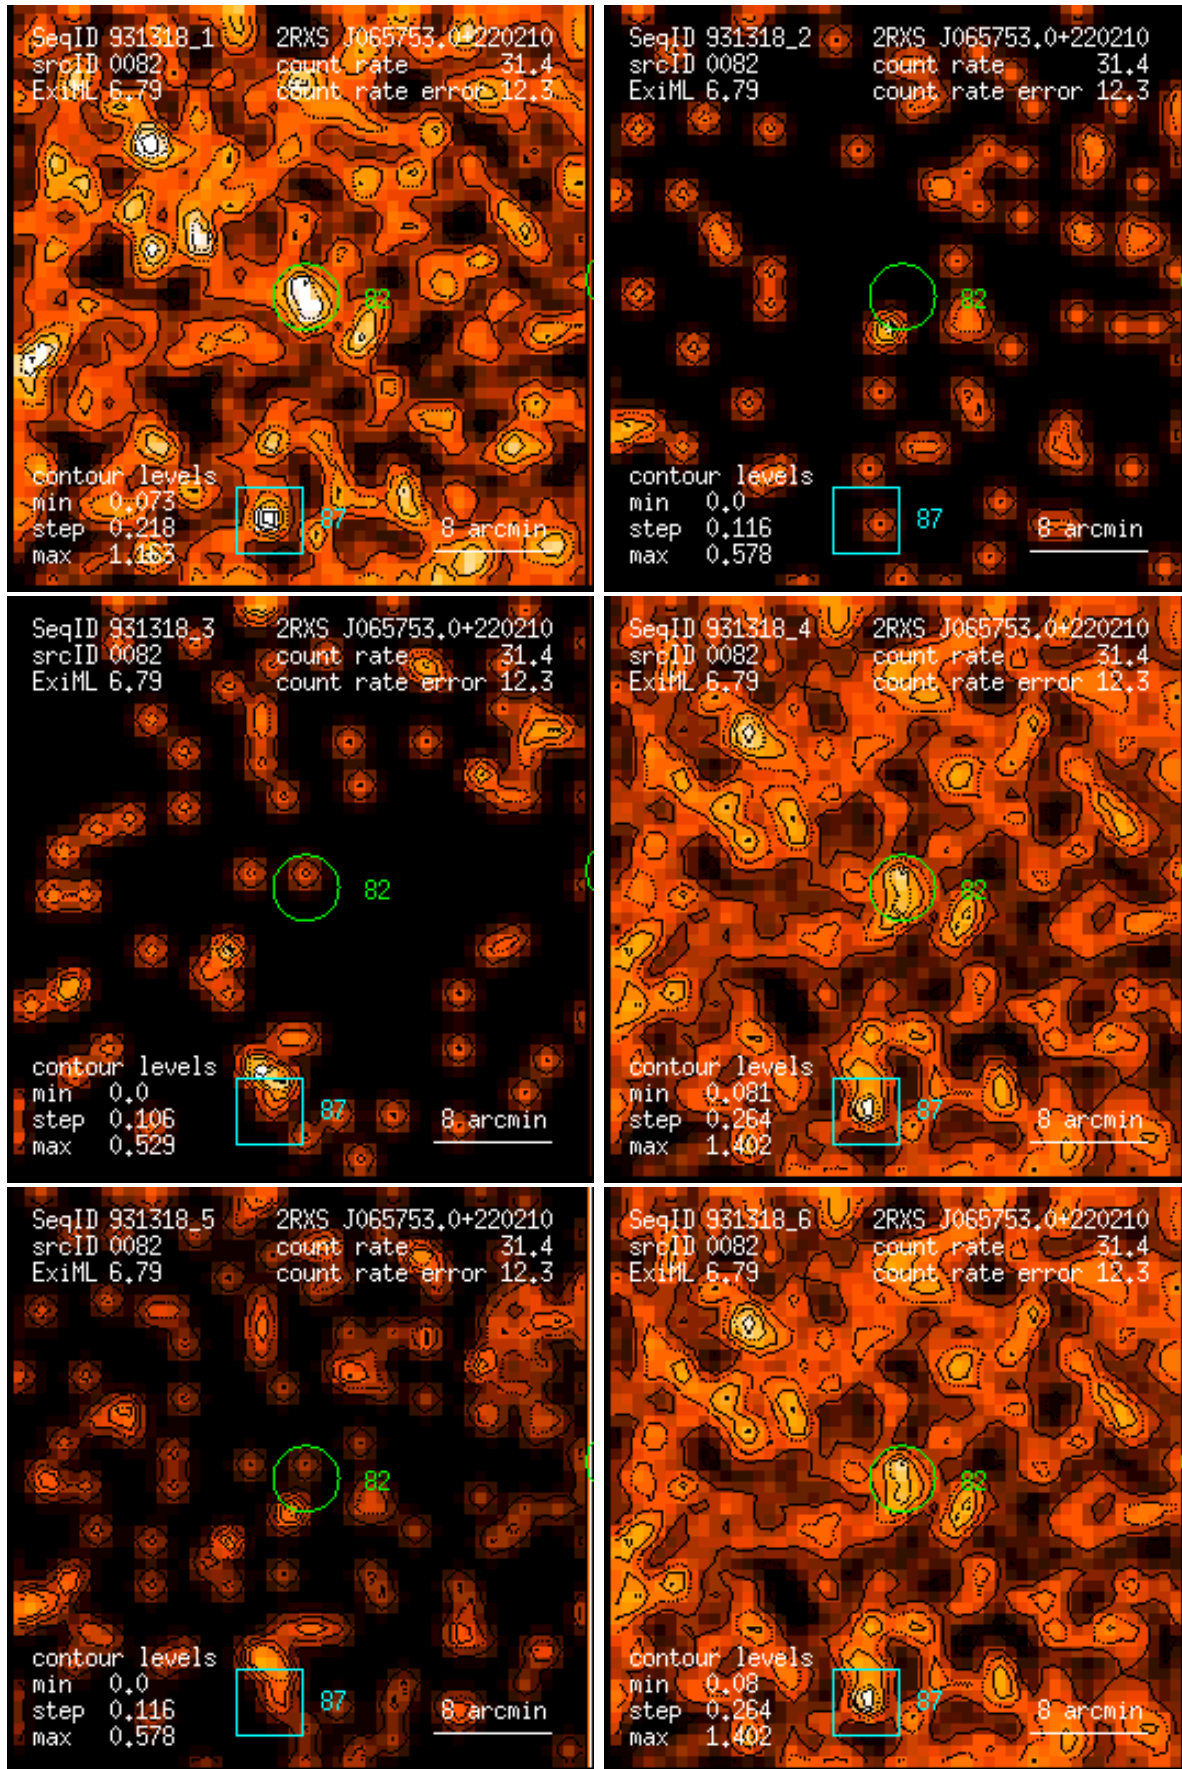 SeqID 931318_1 2RXS J065753.0+220210
srcID 0082 count rate 31.4
ExiML 6.79 count rate error 12.3
82
contour levels
min 0.073
step 0.218
max 1.163
87
8 arcmin
SeqID 931318_2 2RXS J065753.0+220210
srcID 0082 count rate 31.4
ExiML 6.79 count rate error 12.3
82
contour levels
min 0.0
step 0.116
max 0.578
87
8 arcmin
SeqID 931318_3 2RXS J065753.0+220210
srcID 0082 count rate 31.4
ExiML 6.79 count rate error 12.3
82
contour levels
min 0.0
step 0.106
max 0.529
87
8 arcmin
SeqID 931318_4 2RXS J065753.0+220210
srcID 0082 count rate 31.4
ExiML 6.79 count rate error 12.3
82
contour levels
min 0.081
step 0.264
max 1.402
87
8 arcmin
SeqID 931318_5 2RXS J065753.0+220210
srcID 0082 count rate 31.4
ExiML 6.79 count rate error 12.3
82
contour levels
min 0.0
step 0.116
max 0.578
87
8 arcmin
SeqID 931318_6 2RXS J065753.0+220210
srcID 0082 count rate 31.4
ExiML 6.79 count rate error 12.3
82
contour levels
min 0.08
step 0.264
max 1.402
87
8 arcmin